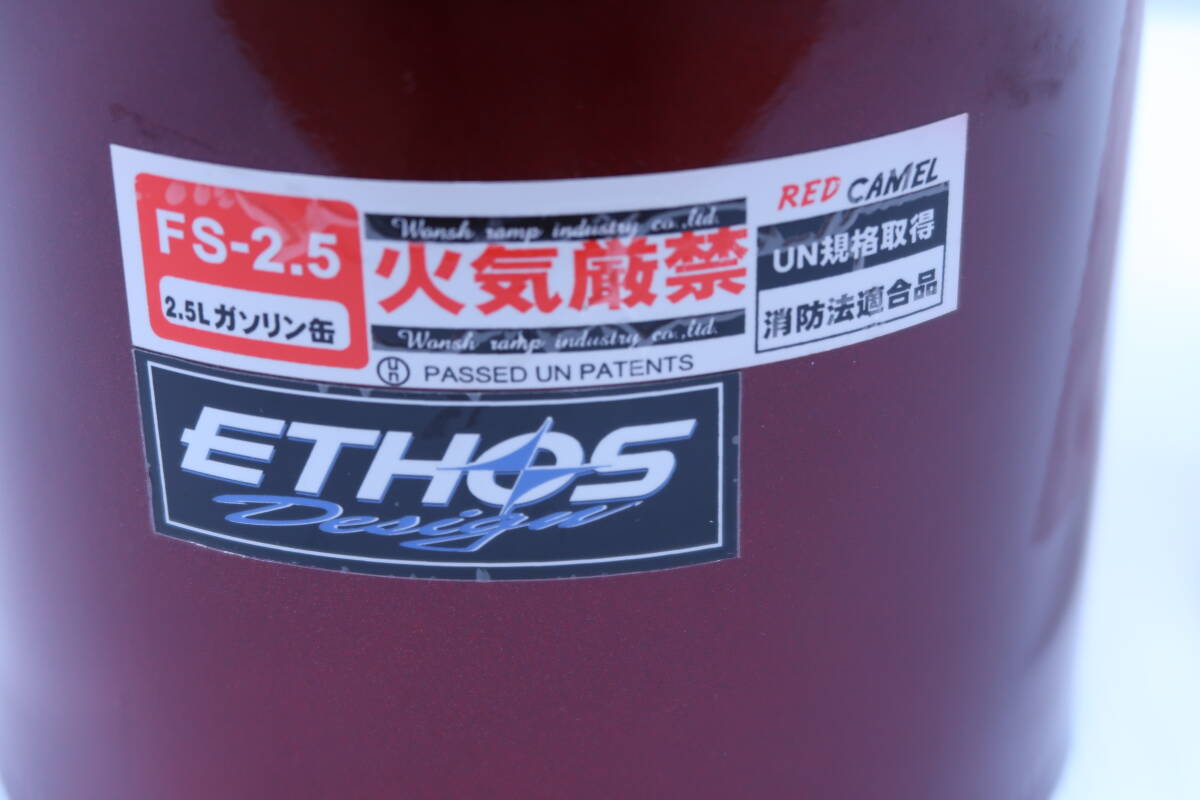 FS-2.5
2.5Lガソリン缶
Wonsh ramp industry co.,ltd.
火気厳禁
Wonsh ramp industry co.,ltd.
UN PASSED UN PATENTS
RED CAMEL
UN規格取得
消防法適合品
ETHOS
Design